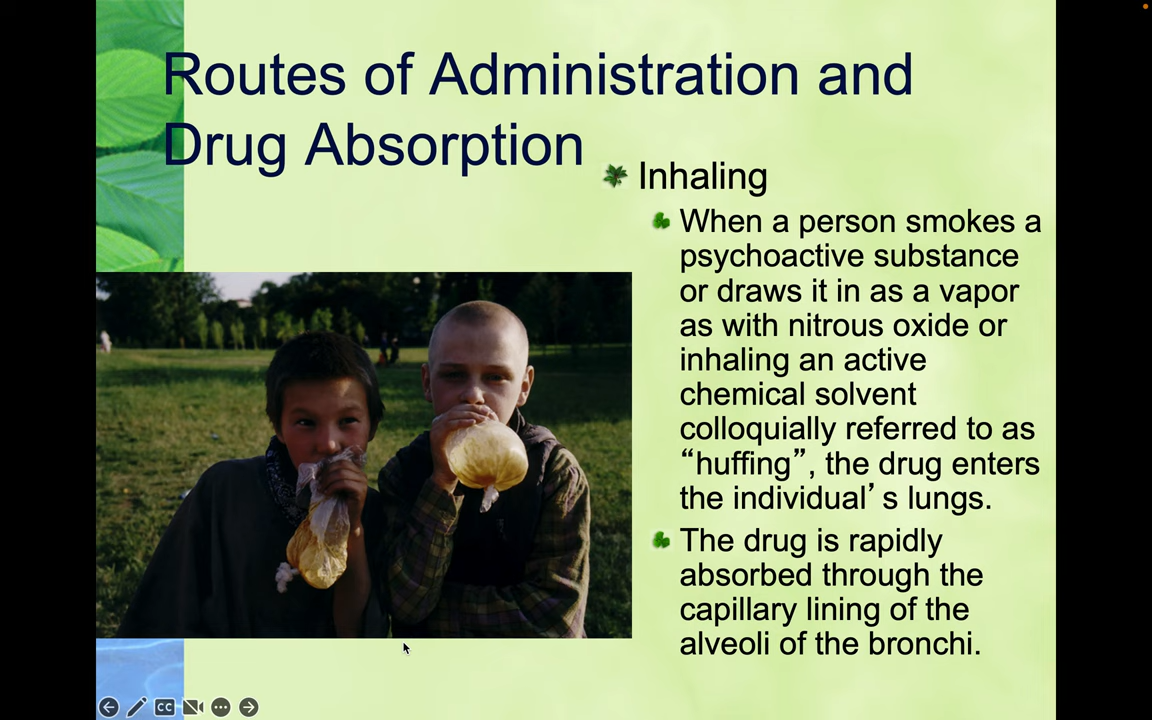 Routes of Administration and
Drug Absorption
Inhaling
When a person smokes a
psychoactive substance
or draws it in as a vapor
as with nitrous oxide or
inhaling an active
chemical solvent
colloquially referred to as
“huffing”, the drug enters
the individual’ s lungs.
The drug is rapidly
absorbed through the
capillary lining of the
alveoli of the bronchi.
CC